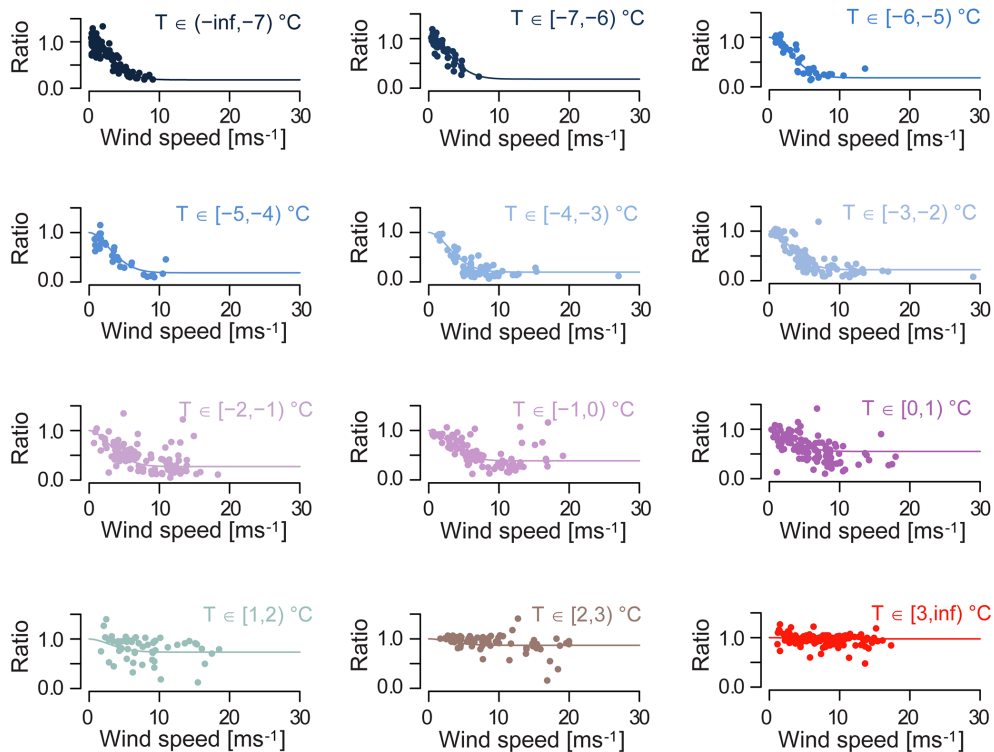 T ∈ (−inf,−7) °C
Ratio
1.0
0.0
0 10 20 30
Wind speed [ms-1]
T ∈ [−7,−6) °C
Ratio
1.0
0.0
0 10 20 30
Wind speed [ms-1]
T ∈ [−6,−5) °C
Ratio
1.0
0.0
0 10 20 30
Wind speed [ms-1]
T ∈ [−5,−4) °C
Ratio
1.0
0.0
0 10 20 30
Wind speed [ms-1]
T ∈ [−4,−3) °C
Ratio
1.0
0.0
0 10 20 30
Wind speed [ms-1]
T ∈ [−3,−2) °C
Ratio
1.0
0.0
0 10 20 30
Wind speed [ms-1]
T ∈ [−2,−1) °C
Ratio
1.0
0.0
0 10 20 30
Wind speed [ms-1]
T ∈ [−1,0) °C
Ratio
1.0
0.0
0 10 20 30
Wind speed [ms-1]
T ∈ [0,1) °C
Ratio
1.0
0.0
0 10 20 30
Wind speed [ms-1]
T ∈ [1,2) °C
Ratio
1.0
0.0
0 10 20 30
Wind speed [ms-1]
T ∈ [2,3) °C
Ratio
1.0
0.0
0 10 20 30
Wind speed [ms-1]
T ∈ [3,inf) °C
Ratio
1.0
0.0
0 10 20 30
Wind speed [ms-1]